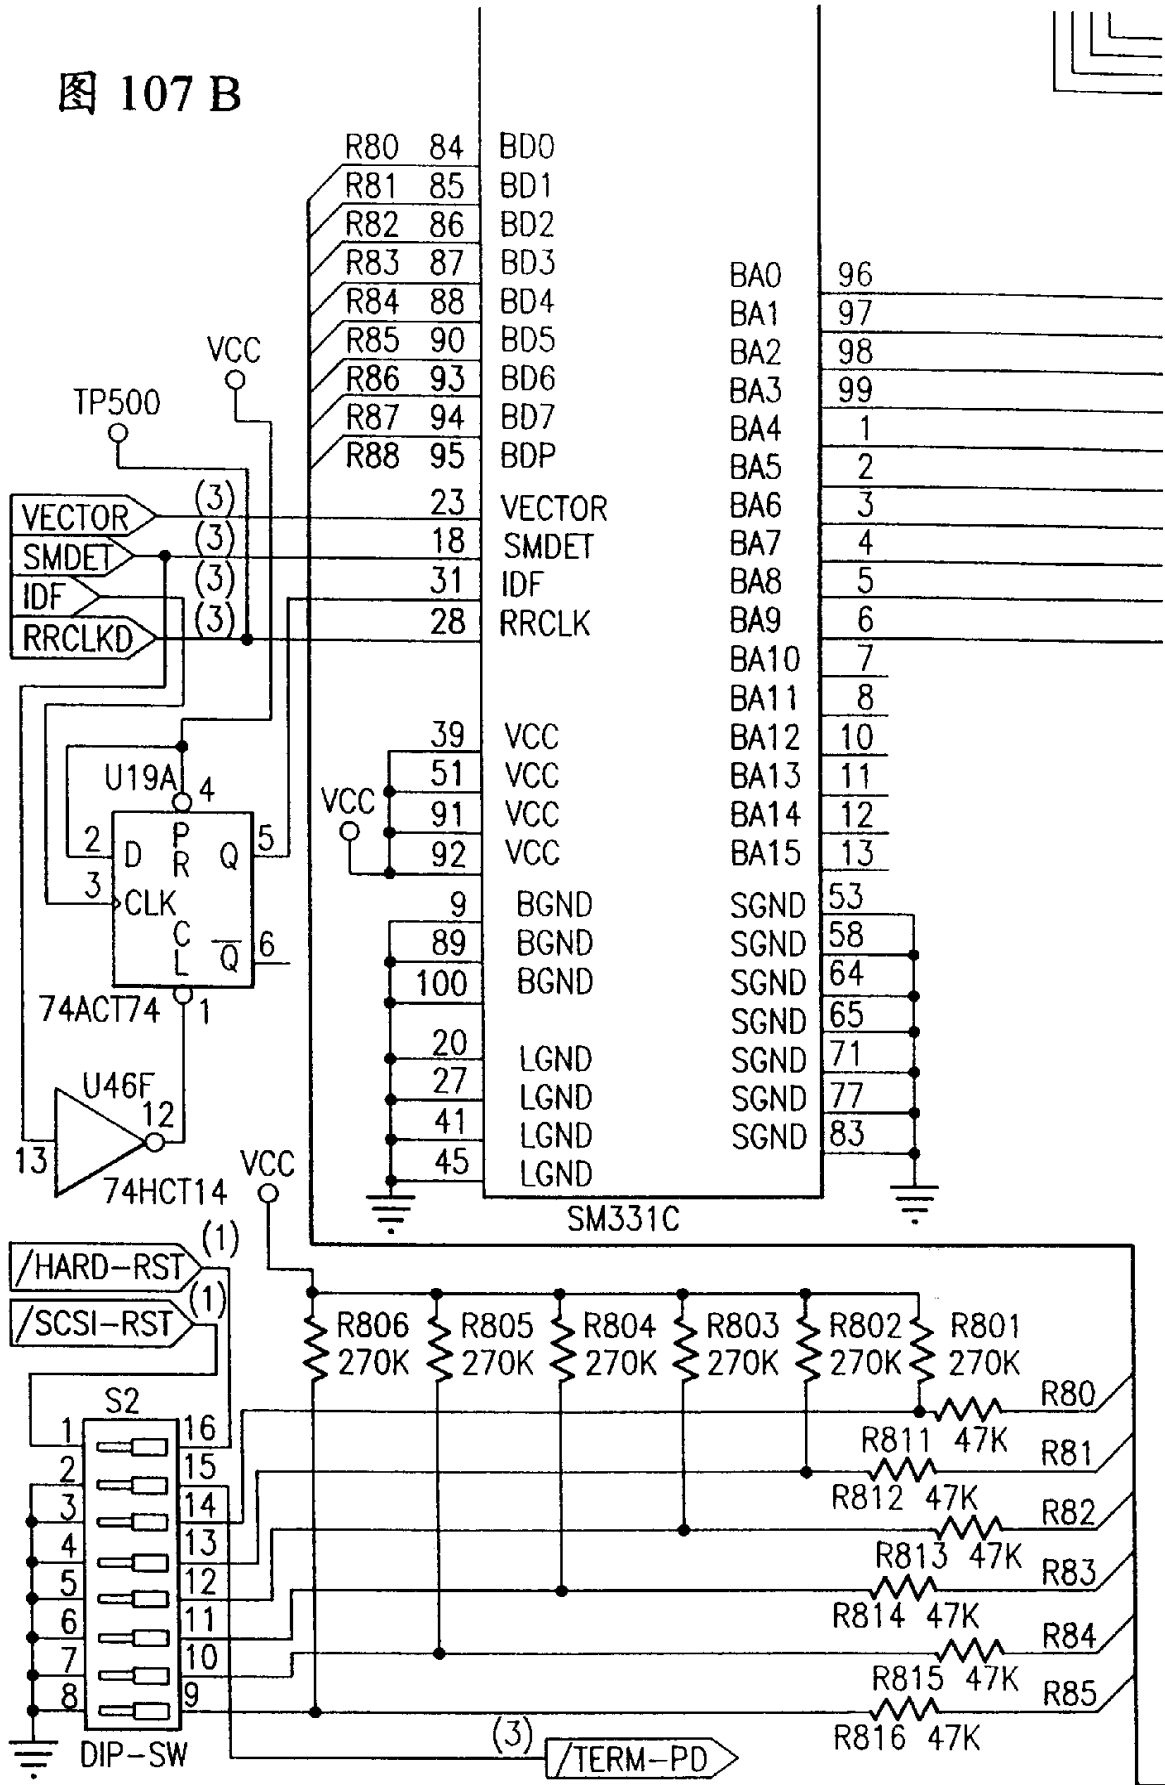 图 107 B
R80 84 BD0
R81 85 BD1
R82 86 BD2
R83 87 BD3
R84 88 BD4
R85 90 BD5
R86 93 BD6
R87 94 BD7
R88 95 BDP
VCC
TP500
VECTOR (3) 23 VECTOR
SMDET (3) 18 SMDET
IDF (3) 31 IDF
RRCLKD (3) 28 RRCLK
BA0 96
BA1 97
BA2 98
BA3 99
BA4 1
BA5 2
BA6 3
BA7 4
BA8 5
BA9 6
BA10 7
BA11 8
BA12 10
BA13 11
BA14 12
BA15 13
39 VCC
51 VCC
91 VCC
92 VCC
VCC
9 BGND
89 BGND
100 BGND
20 LGND
27 LGND
41 LGND
45 LGND
SGND 53
SGND 58
SGND 64
SGND 65
SGND 71
SGND 77
SGND 83
SM331C
U19A 4
2 D PR Q 5
3 CLK
CL Q 6
74ACT74 1
U46F
12
13
74HCT14
VCC
/HARD-RST (1)
/SCSI-RST (1)
R806 270K
R805 270K
R804 270K
R803 270K
R802 270K
R801 270K
S2
1 16
2 15
3 14
4 13
5 12
6 11
7 10
8 9
DIP-SW
R811 47K R80
R812 47K R81
R813 47K R82
R814 47K R83
R815 47K R84
R816 47K R85
(3) /TERM-PD